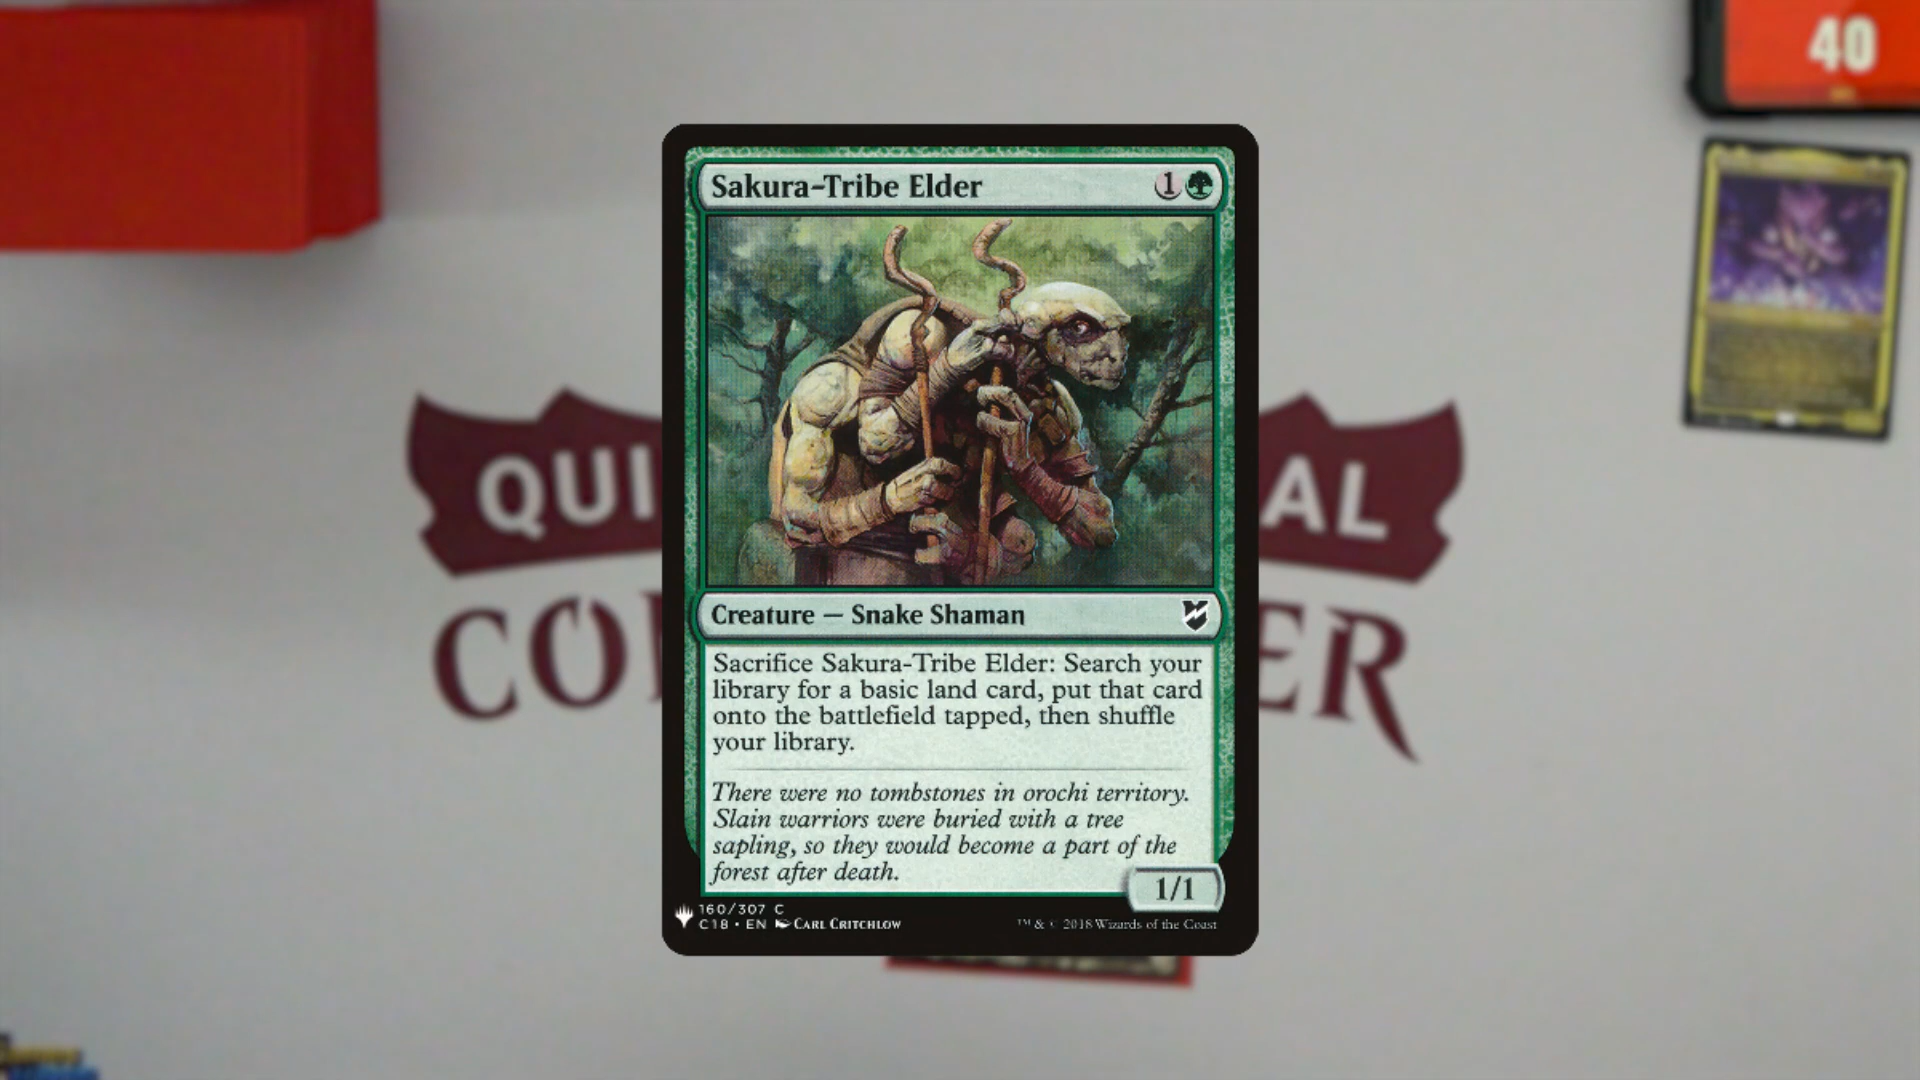 40
Sakura-Tribe Elder
1
QUI
AL
CO
ER
Creature — Snake Shaman
Sacrifice Sakura-Tribe Elder: Search your
library for a basic land card, put that card
onto the battlefield tapped, then shuffle
your library.
There were no tombstones in orochi territory.
Slain warriors were buried with a tree
sapling, so they would become a part of the
forest after death.
1/1
160/307 C
C18 • EN CARL CRITCHLOW
™ & © 2018 Wizards of the Coast